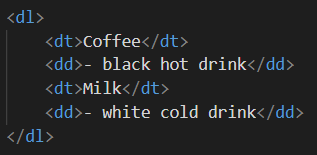 <dl>
    <dt>Coffee</dt>
    <dd>- black hot drink</dd>
    <dt>Milk</dt>
    <dd>- white cold drink</dd>
</dl>